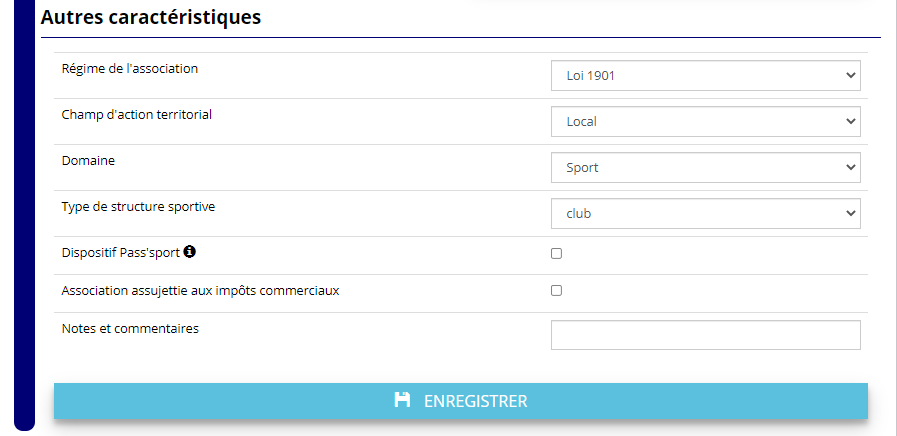 Autres caractéristiques
Régime de l'association
Loi 1901
Champ d'action territorial
Local
Domaine
Sport
Type de structure sportive
club
Dispositif Pass'sport
Association assujettie aux impôts commerciaux
Notes et commentaires
ENREGISTRER